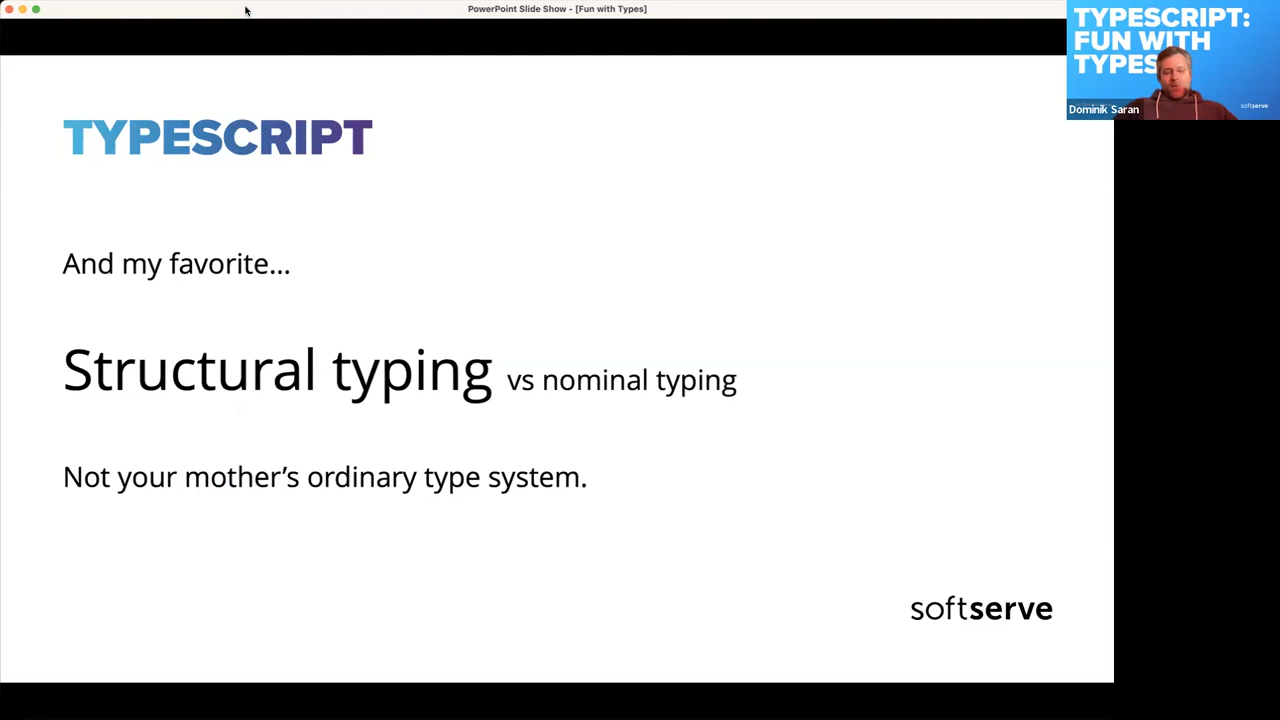 PowerPoint Slide Show - [Fun with Types]
TYPESCRIPT:
FUN WITH
TYPES
softserve
Dominik Saran
TYPESCRIPT
And my favorite...
Structural typing vs nominal typing
Not your mother’s ordinary type system.
softserve